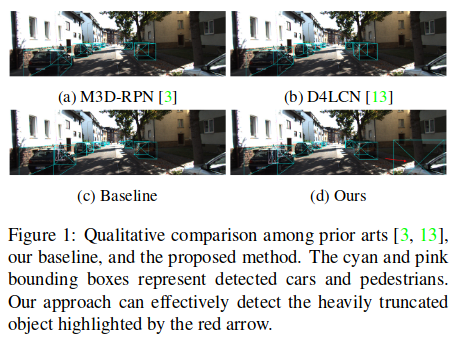 (a) M3D-RPN [3]
(b) D4LCN [13]
(c) Baseline
(d) Ours
Figure 1: Qualitative comparison among prior arts [3, 13],
our baseline, and the proposed method. The cyan and pink
bounding boxes represent detected cars and pedestrians.
Our approach can effectively detect the heavily truncated
object highlighted by the red arrow.